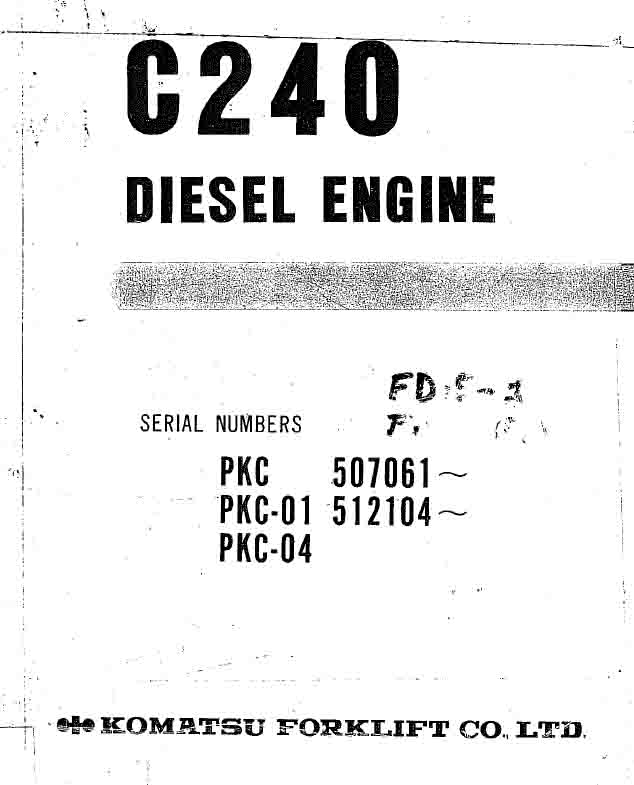 C240
DIESEL ENGINE
SERIAL NUMBERS
PKC 507061~
PKC-01 512104~
PKC-04
KOMATSU FORKLIFT CO., LTD.